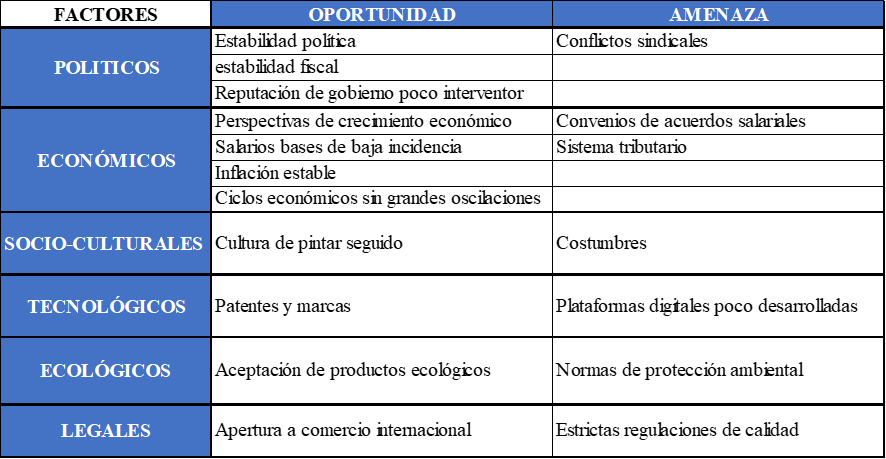 FACTORES OPORTUNIDAD AMENAZA
POLITICOS
Estabilidad política Conflictos sindicales
estabilidad fiscal
Reputación de gobierno poco interventor
ECONÓMICOS
Perspectivas de crecimiento económico Convenios de acuerdos salariales
Salarios bases de baja incidencia Sistema tributario
Inflación estable
Ciclos económicos sin grandes oscilaciones
SOCIO-CULTURALES Cultura de pintar seguido Costumbres
TECNOLÓGICOS Patentes y marcas Plataformas digitales poco desarrolladas
ECOLÓGICOS Aceptación de productos ecológicos Normas de protección ambiental
LEGALES Apertura a comercio internacional Estrictas regulaciones de calidad